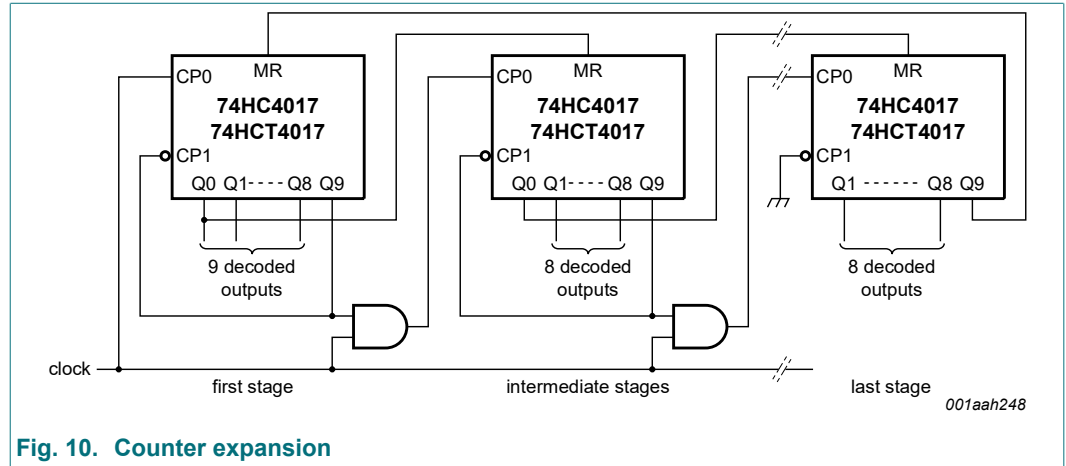 CP0 MR
74HC4017
74HCT4017
CP1
Q0 Q1 - - - - Q8 Q9
9 decoded
outputs
CP0 MR
74HC4017
74HCT4017
CP1
Q0 Q1 - - - - Q8 Q9
8 decoded
outputs
CP0 MR
74HC4017
74HCT4017
CP1
Q1 - - - - - - Q8 Q9
8 decoded
outputs
clock
first stage
intermediate stages
last stage
001aah248
Fig. 10. Counter expansion